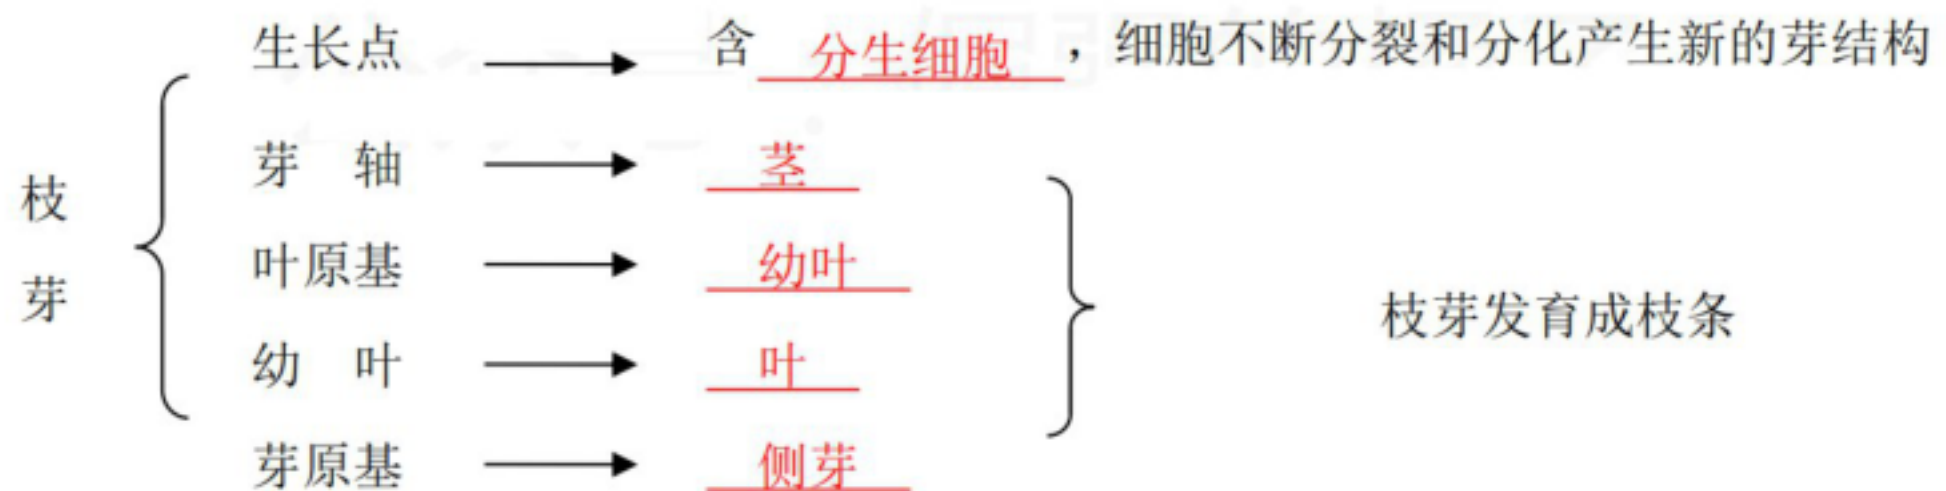 生长点 含 分生细胞 ，细胞不断分裂和分化产生新的芽结构
芽 轴 茎
枝
叶原基 幼叶
芽
枝芽发育成枝条
幼 叶 叶
芽原基 侧芽